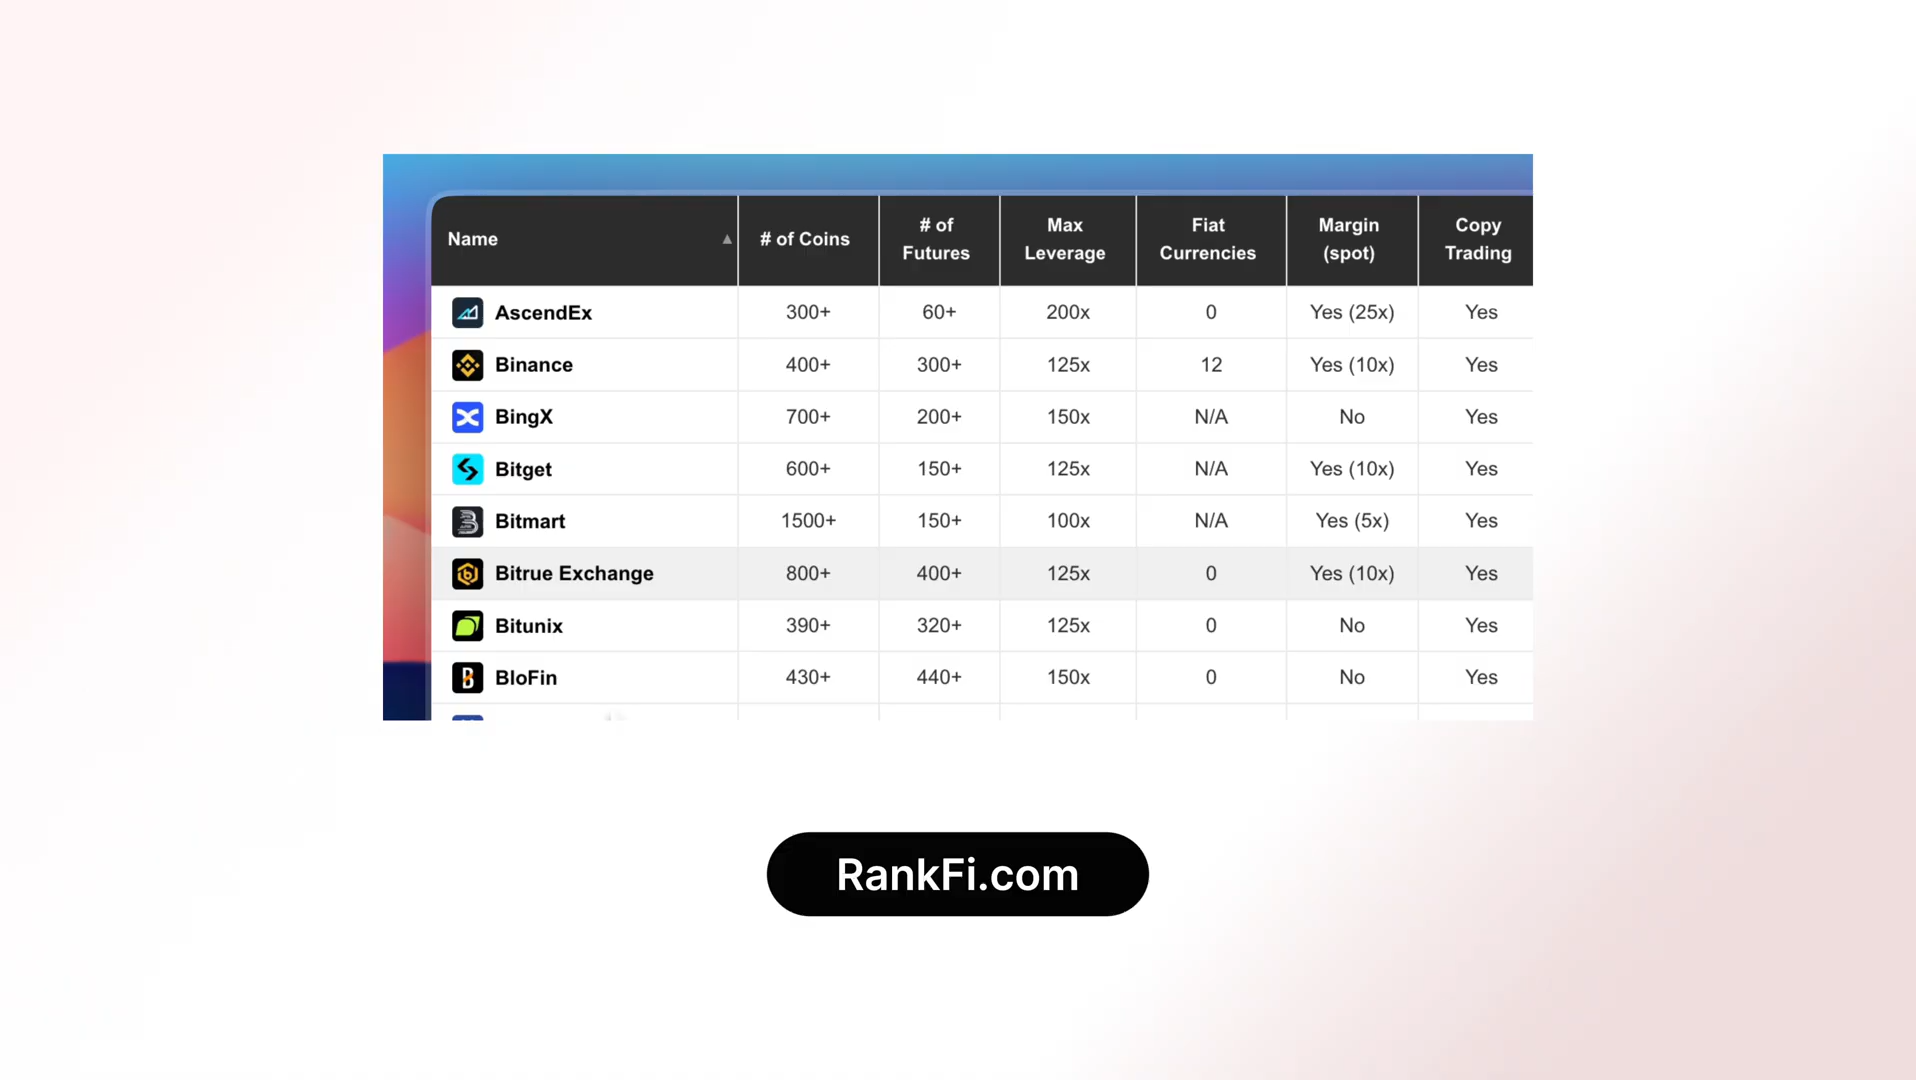 Name ▲ # of Coins # of Futures Max Leverage Fiat Currencies Margin (spot) Copy Trading
AscendEx 300+ 60+ 200x 0 Yes (25x) Yes
Binance 400+ 300+ 125x 12 Yes (10x) Yes
BingX 700+ 200+ 150x N/A No Yes
Bitget 600+ 150+ 125x N/A Yes (10x) Yes
Bitmart 1500+ 150+ 100x N/A Yes (5x) Yes
Bitrue Exchange 800+ 400+ 125x 0 Yes (10x) Yes
Bitunix 390+ 320+ 125x 0 No Yes
BloFin 430+ 440+ 150x 0 No Yes
RankFi.com